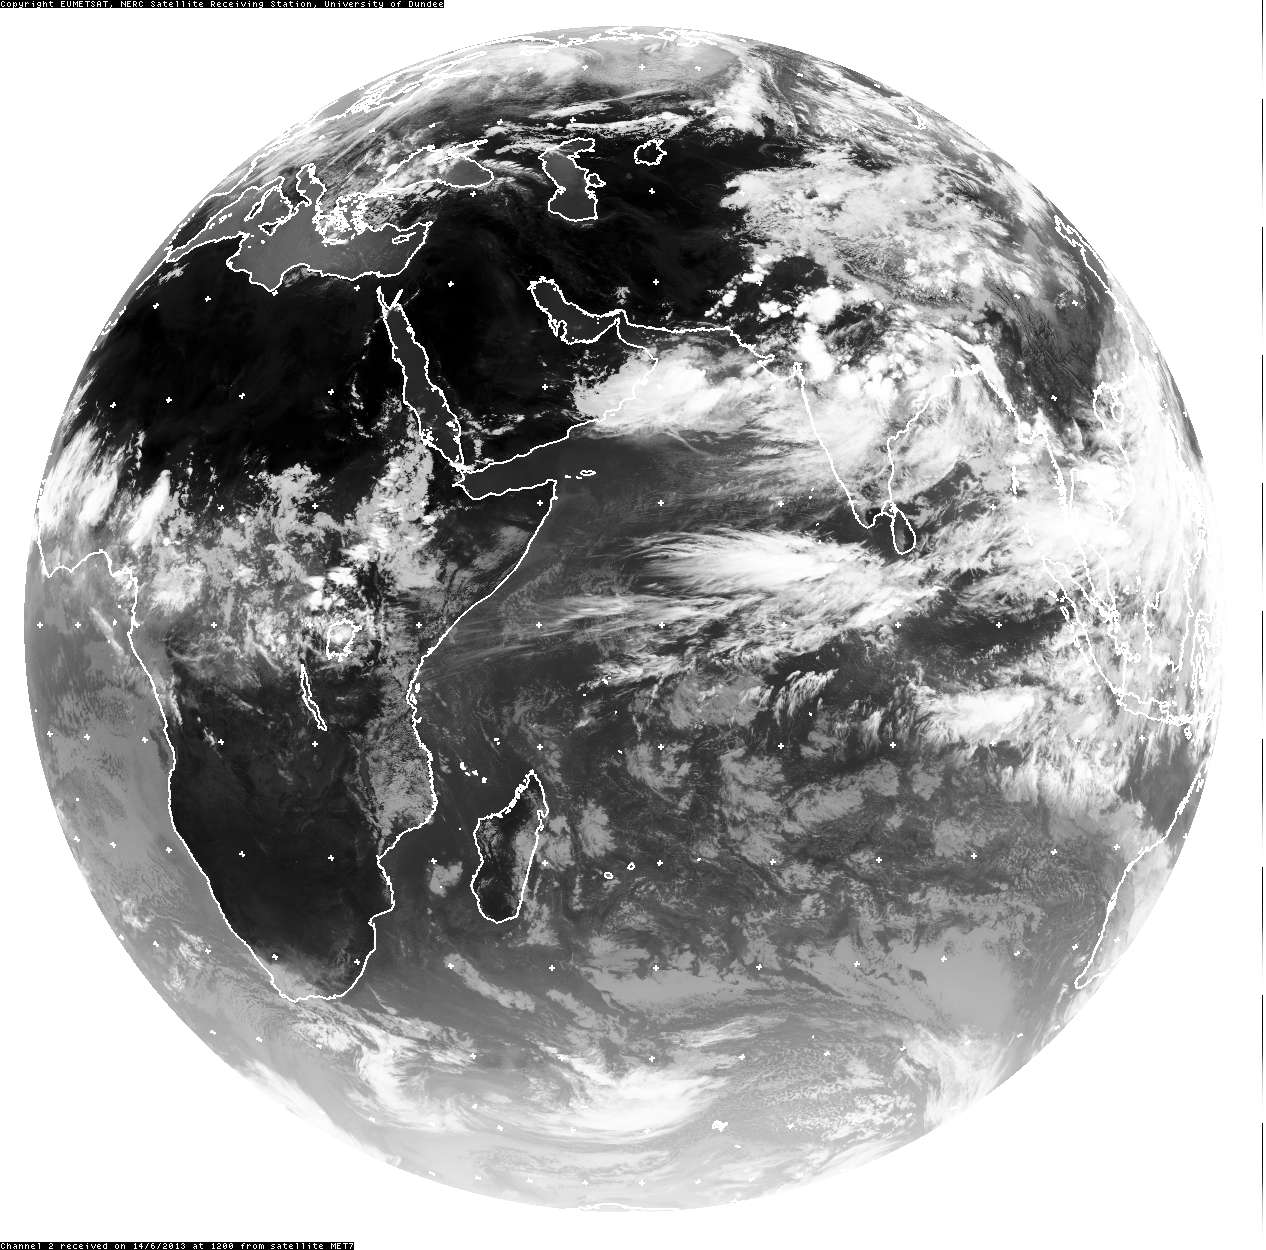 Copyright EUMETSAT, NERC Satellite Receiving Station, University of Dundee
Channel 2 received on 14/6/2013 at 1200 from satellite MET7